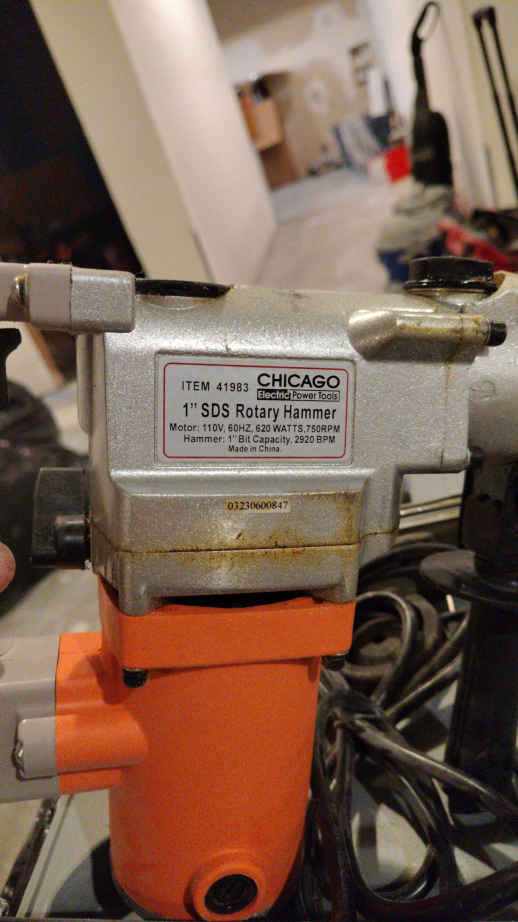 ITEM 41983 CHICAGO
Electric Power Tools
1" SDS Rotary Hammer
Motor: 110V, 60HZ, 620 WATTS, 750RPM
Hammer: 1" Bit Capacity, 2920 BPM
Made in China.
03230600847